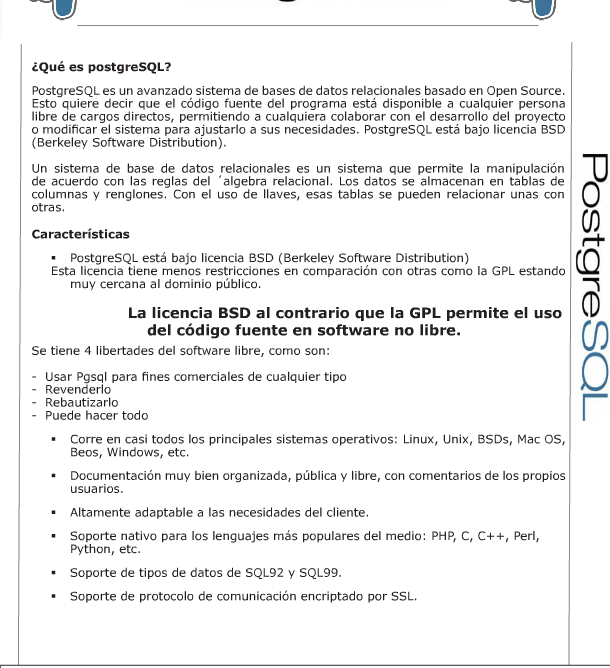 ¿Qué es postgreSQL?
PostgreSQL es un avanzado sistema de bases de datos relacionales basado en Open Source.
Esto quiere decir que el código fuente del programa está disponible a cualquier persona
libre de cargos directos, permitiendo a cualquiera colaborar con el desarrollo del proyecto
o modificar el sistema para ajustarlo a sus necesidades. PostgreSQL está bajo licencia BSD
(Berkeley Software Distribution).
Un sistema de base de datos relacionales es un sistema que permite la manipulación
de acuerdo con las reglas del ´algebra relacional. Los datos se almacenan en tablas de
columnas y renglones. Con el uso de llaves, esas tablas se pueden relacionar unas con
otras.
Características
▪ PostgreSQL está bajo licencia BSD (Berkeley Software Distribution)
Esta licencia tiene menos restricciones en comparación con otras como la GPL estando
muy cercana al dominio público.
La licencia BSD al contrario que la GPL permite el uso
del código fuente en software no libre.
Se tiene 4 libertades del software libre, como son:
- Usar Pgsql para fines comerciales de cualquier tipo
- Revenderlo
- Rebautizarlo
- Puede hacer todo
▪ Corre en casi todos los principales sistemas operativos: Linux, Unix, BSDs, Mac OS,
Beos, Windows, etc.
▪ Documentación muy bien organizada, pública y libre, con comentarios de los propios
usuarios.
▪ Altamente adaptable a las necesidades del cliente.
▪ Soporte nativo para los lenguajes más populares del medio: PHP, C, C++, Perl,
Python, etc.
▪ Soporte de tipos de datos de SQL92 y SQL99.
▪ Soporte de protocolo de comunicación encriptado por SSL.
PostgreSQL